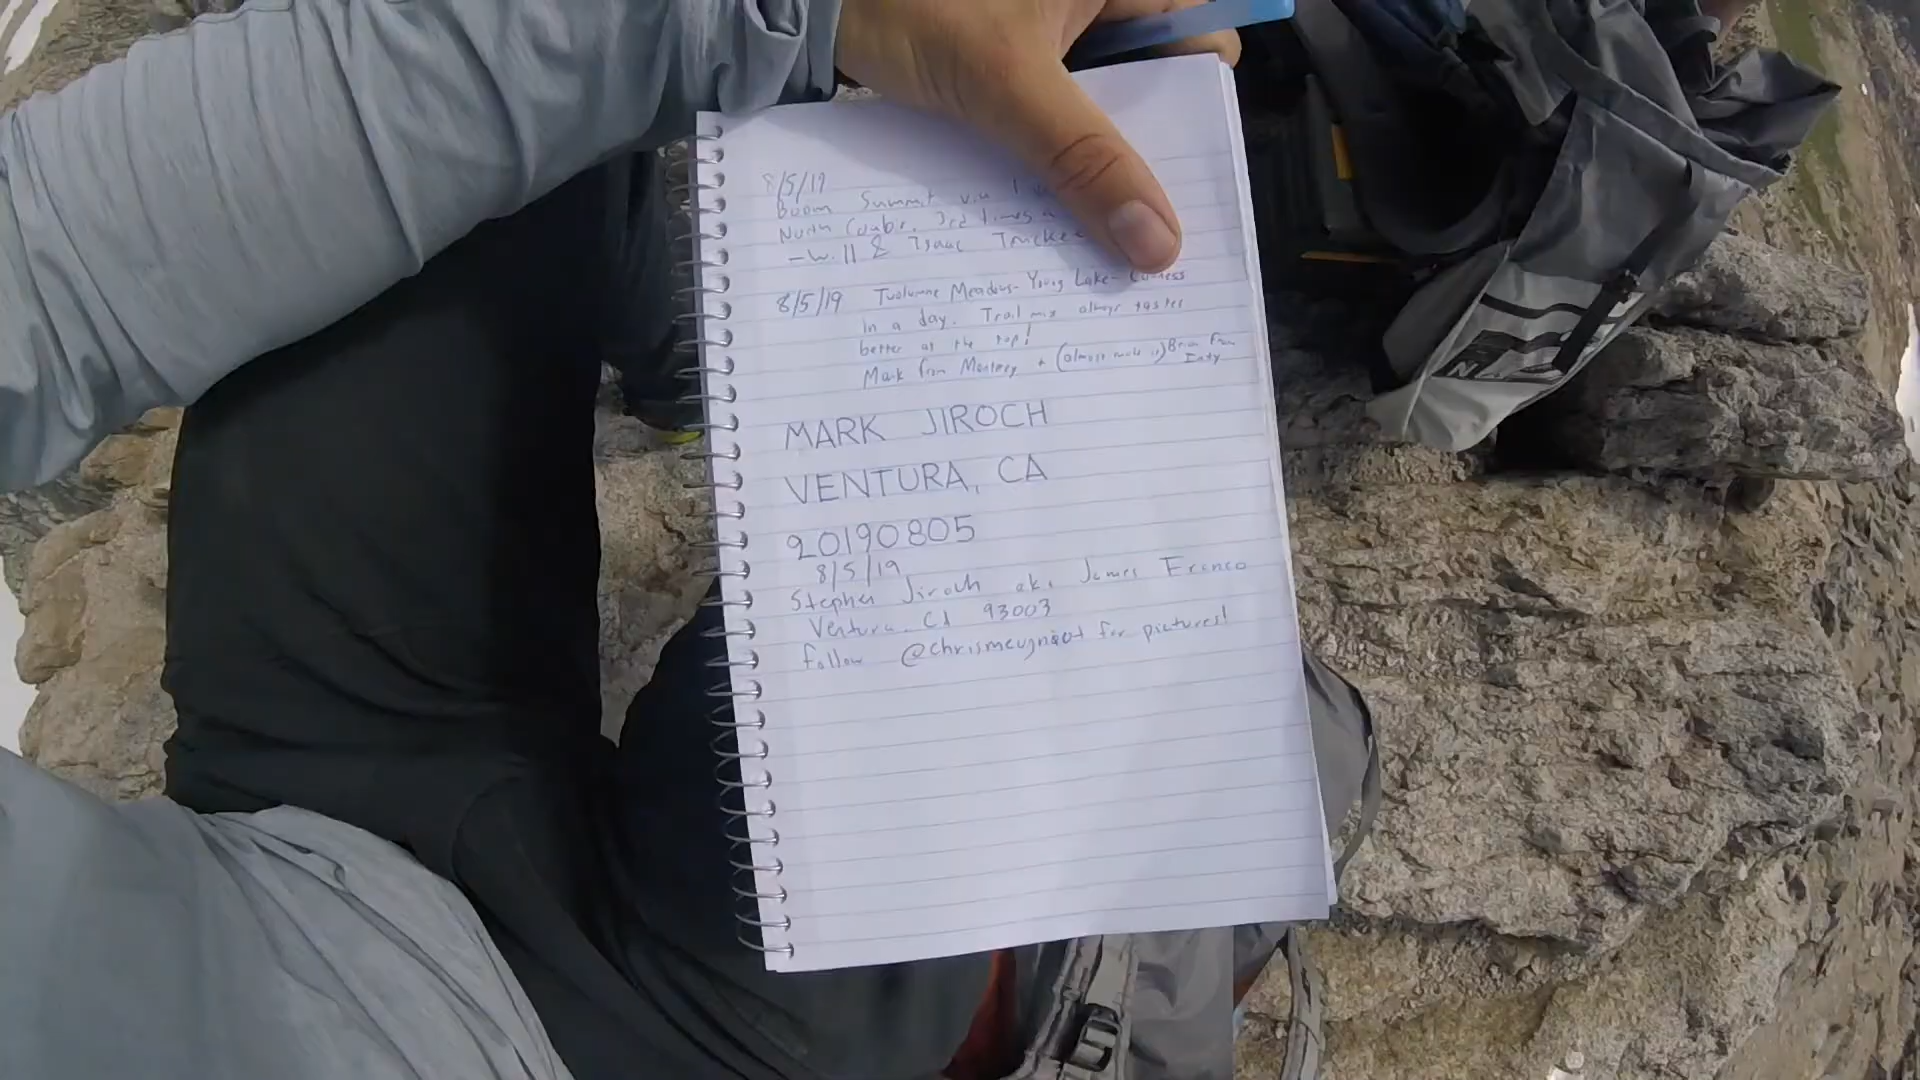 8/5/19
Boom Summit via
North Couloir. 3rd times a
- Will & Isaac Truckee
8/5/19 Tuolumne Meadows - Young Lake - Conness
in a day. Trail mix always tastes
better at the top!
Mark from Monterey + (almost made it) Brian from
MARK JIROCH
VENTURA, CA
20190805
8/5/19
Stephen Jiroch aka James Franco
Ventura CA 93003
follow @chrismeugniot for pictures!